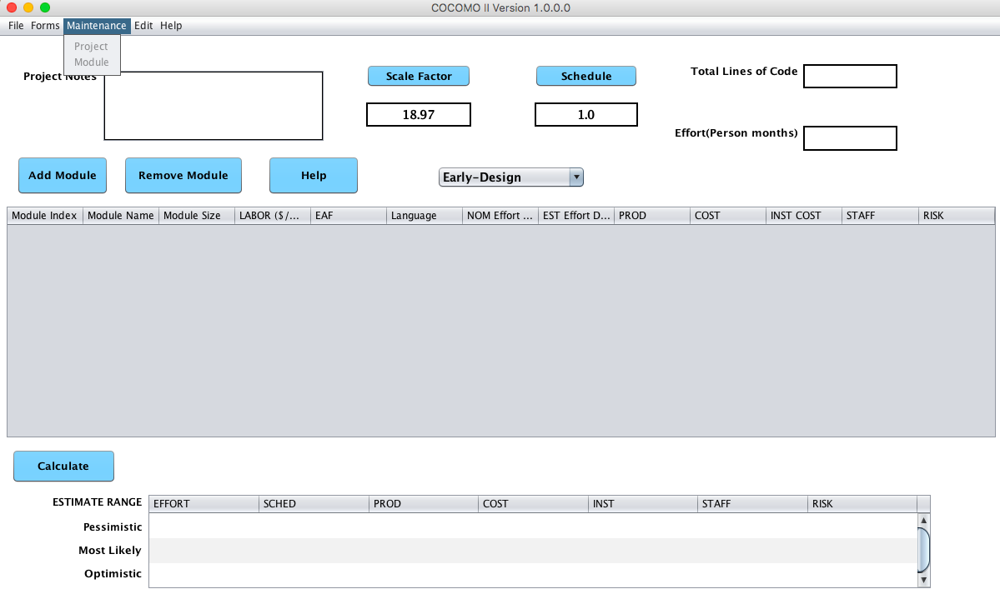 COCOMO II Version 1.0.0.0
File Forms Maintenance Edit Help
Project
Module
Project Notes
Scale Factor
Schedule
Total Lines of Code
18.97
1.0
Effort(Person months)
Add Module
Remove Module
Help
Early-Design
Module Index Module Name Module Size LABOR ($/... EAF Language NOM Effort ... EST Effort D... PROD COST INST COST STAFF RISK
Calculate
ESTIMATE RANGE EFFORT SCHED PROD COST INST STAFF RISK
Pessimistic
Most Likely
Optimistic